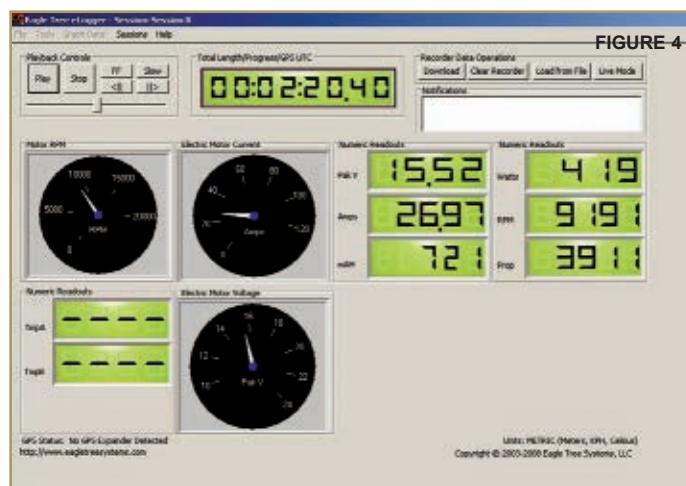 Eagle Tree eLogger - Session: Session 8
File Tools Graph Data! Sessions Help
FIGURE 4
Playback Controls
Play Stop FF Slow
<|| ||>
Total Length/Progress/GPS UTC
00:02:20.40
Recorder Data Operations
Download Clear Recorder Load from File Live Mode
Notifications
Motor RPM
0 5000 10000 15000 20000
RPM
Electric Motor Current
0 20 40 60 80 100 120
Amps
Numeric Readouts
Pak V 15.52
Amps 26.97
mAH 721
Numeric Readouts
Watts 419
RPM 9191
Prop 3911
Numeric Readouts
TmpA ----
TmpB ----
Electric Motor Voltage
10 12 14 16 18 20 22 24
Pak V
GPS Status: No GPS Expander Detected
http://www.eagletreesystems.com
Units: METRIC (Meters, KPH, Celsius)
Copyright © 2003-2008 Eagle Tree Systems, LLC